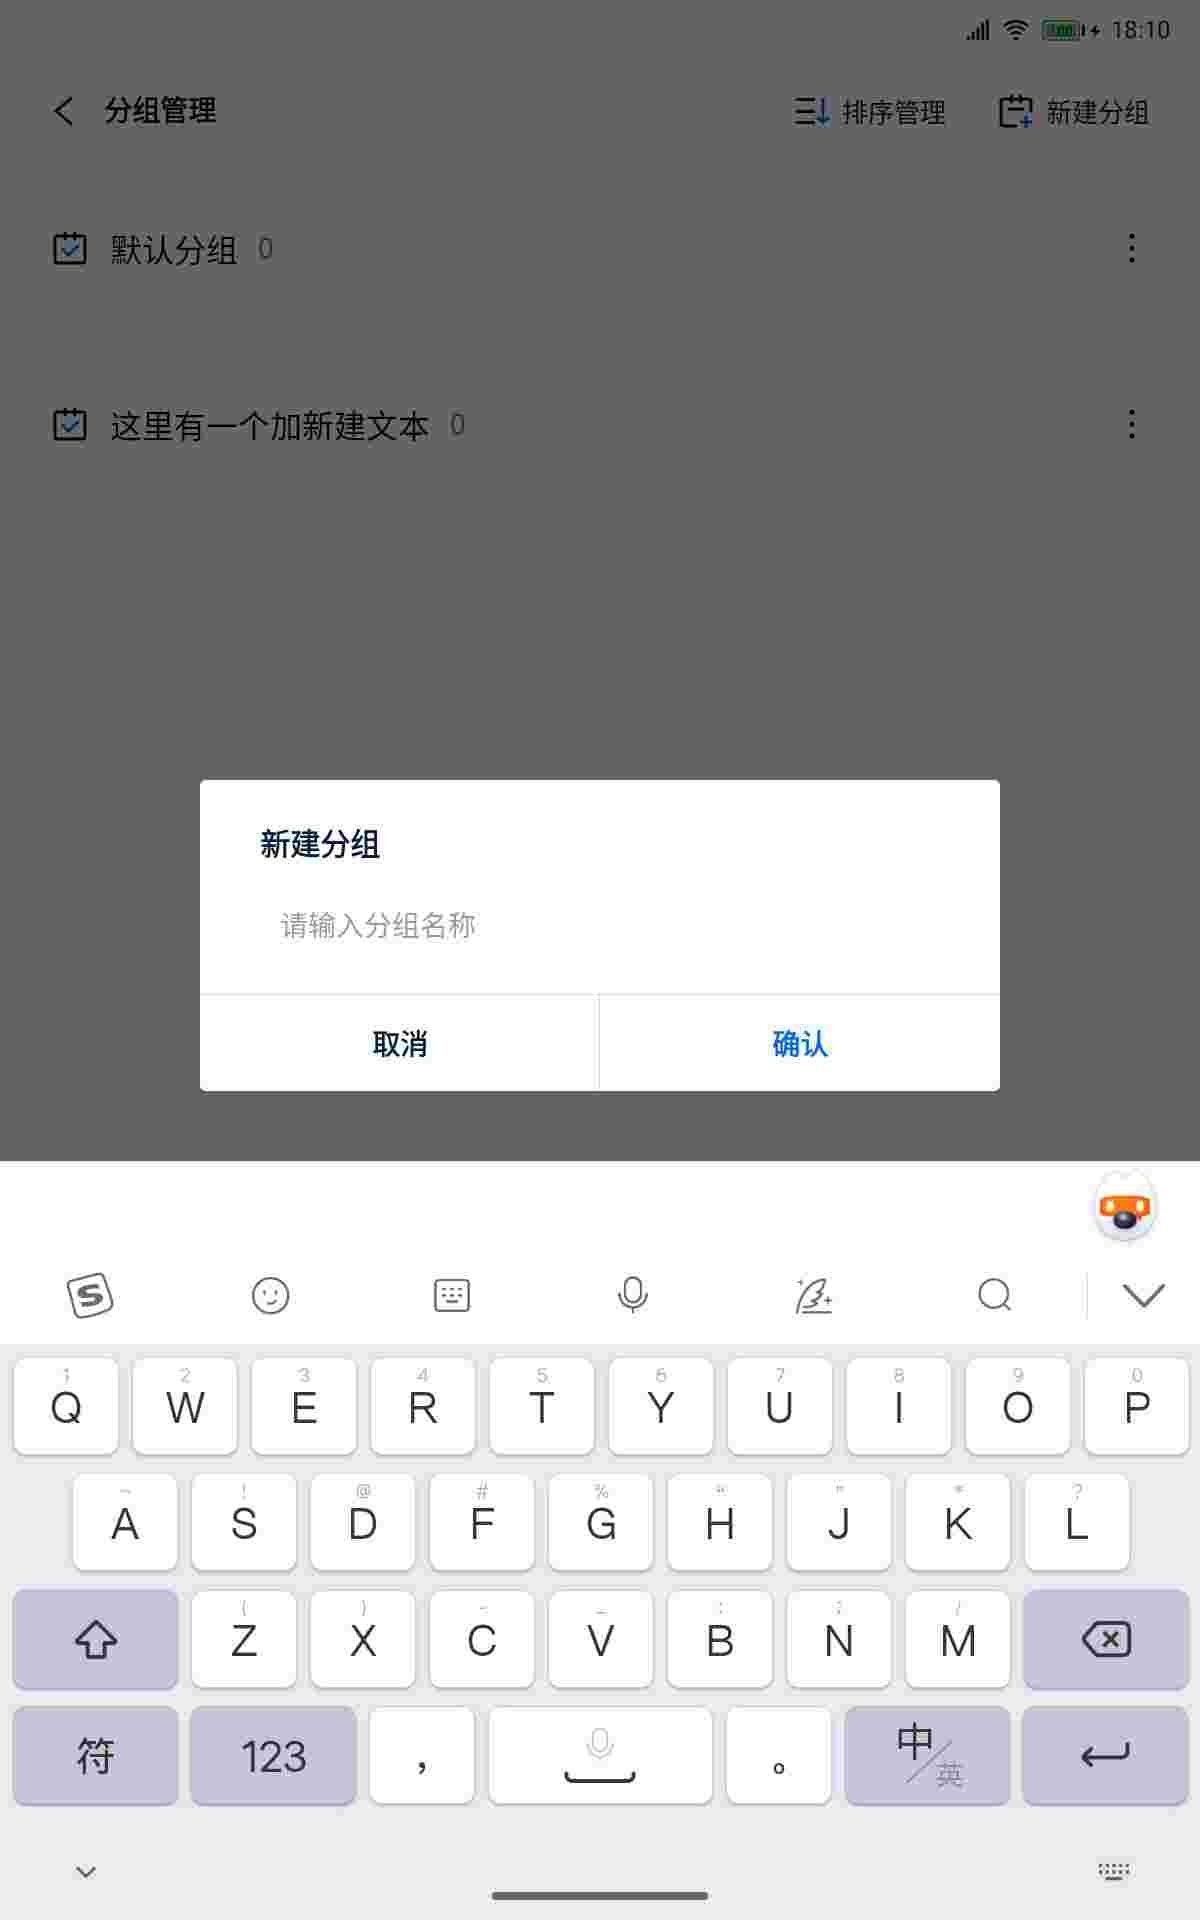 18:10
分组管理 排序管理 新建分组
默认分组 0
这里有一个加新建文本 0
新建分组
请输入分组名称
取消 确认
1 2 3 4 5 6 7 8 9 0
Q W E R T Y U I O P
~ ! @ # % “ ” * ?
A S D F G H J K L
( ) - _ : ; /
Z X C V B N M
符 123 ， 。 中/英